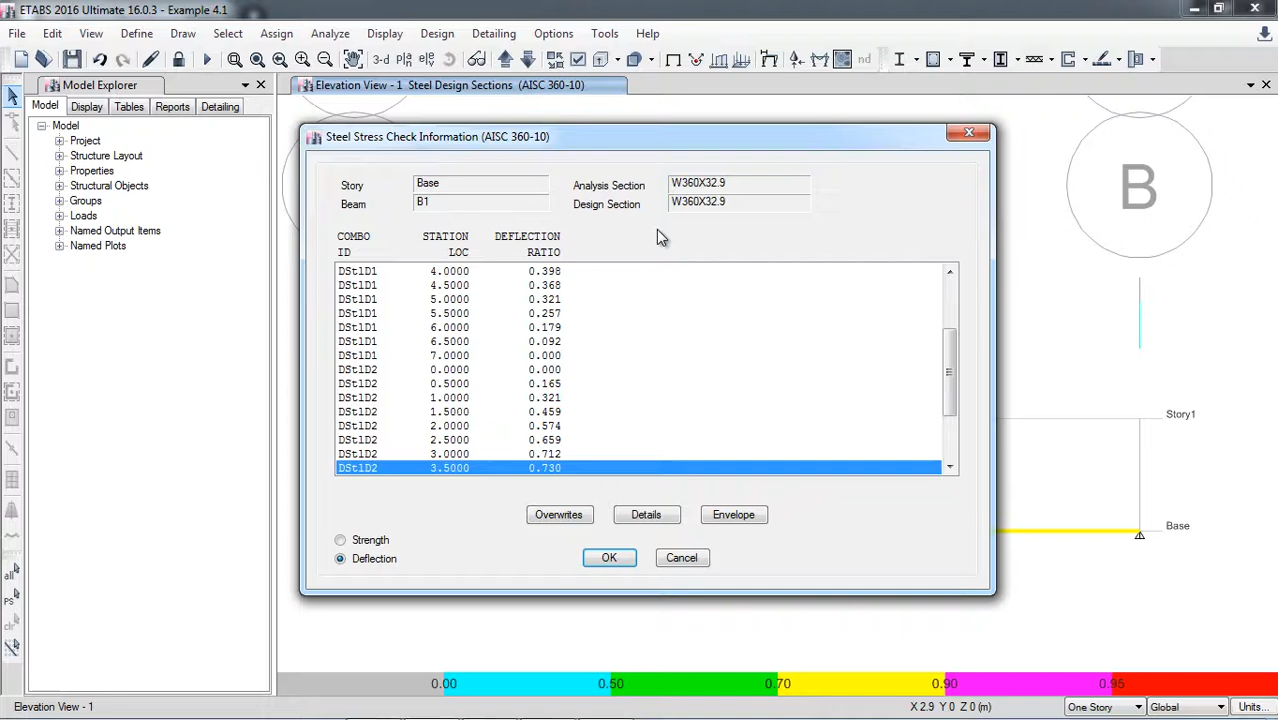 ETABS 2016 Ultimate 16.0.3 - Example 4.1
File Edit View Define Draw Select Assign Analyze Display Design Detailing Options Tools Help
3-d nd
Model Explorer
Elevation View - 1 Steel Design Sections (AISC 360-10)
Model Display Tables Reports Detailing
Model
Project
Structure Layout
Properties
Structural Objects
Groups
Loads
Named Output Items
Named Plots
all
PS
clr
Steel Stress Check Information (AISC 360-10)
Story Base Analysis Section W360X32.9
Beam B1 Design Section W360X32.9
COMBO STATION DEFLECTION
ID LOC RATIO
DStlD1 4.0000 0.398
DStlD1 4.5000 0.368
DStlD1 5.0000 0.321
DStlD1 5.5000 0.257
DStlD1 6.0000 0.179
DStlD1 6.5000 0.092
DStlD1 7.0000 0.000
DStlD2 0.0000 0.000
DStlD2 0.5000 0.165
DStlD2 1.0000 0.321
DStlD2 1.5000 0.459
DStlD2 2.0000 0.574
DStlD2 2.5000 0.659
DStlD2 3.0000 0.712
DStlD2 3.5000 0.730
Overwrites Details Envelope
Strength
Deflection
OK Cancel
B
Story1
Base
0.00 0.50 0.70 0.90 0.95
Elevation View - 1 X 2.9 Y 0 Z 0 (m) One Story Global Units...